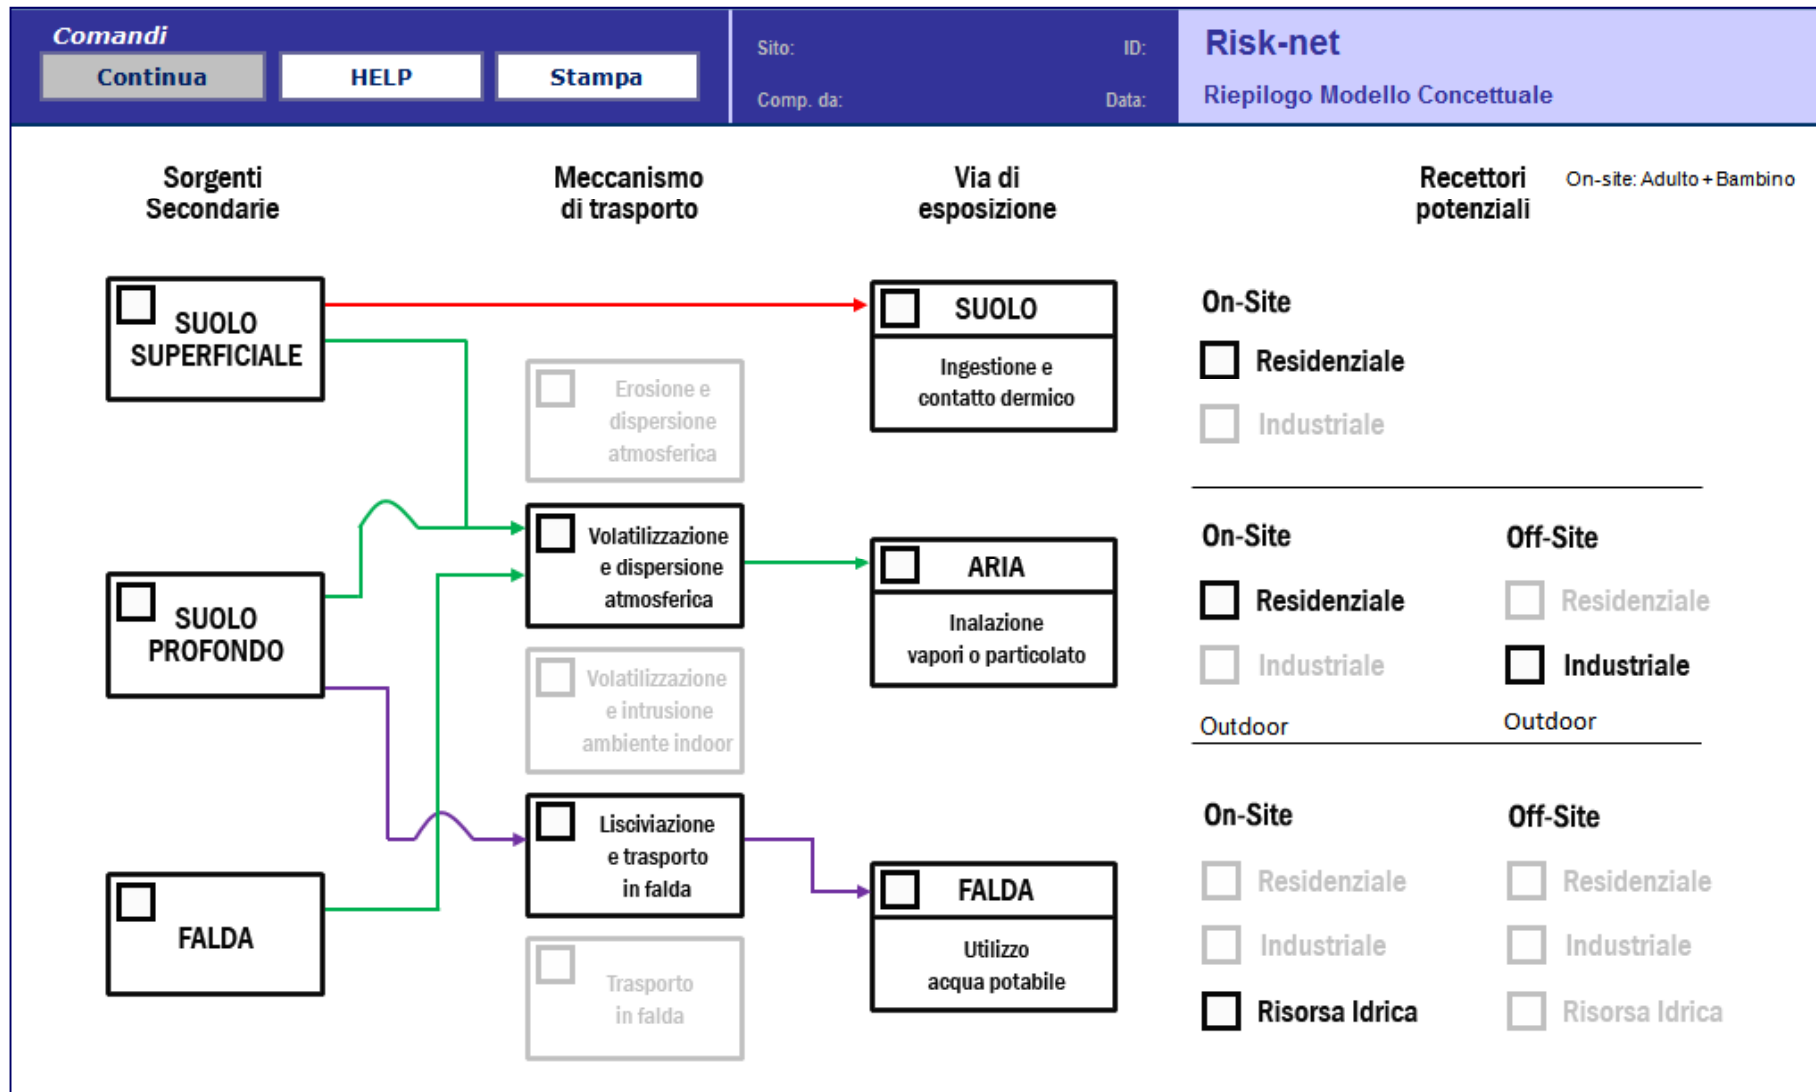 Comandi
Continua
HELP
Stampa
Sito:
ID:
Comp. da:
Data:
Risk-net
Riepilogo Modello Concettuale
Sorgenti
Secondarie
Meccanismo
di trasporto
Via di
esposizione
Recettori
potenziali
On-site: Adulto + Bambino
SUOLO
SUPERFICIALE
SUOLO
PROFONDO
FALDA
Erosione e
dispersione
atmosferica
Volatilizzazione
e dispersione
atmosferica
Volatilizzazione
e intrusione
ambiente indoor
Lisciviazione
e trasporto
in falda
Trasporto
in falda
SUOLO
Ingestione e
contatto dermico
ARIA
Inalazione
vapori o particolato
FALDA
Utilizzo
acqua potabile
On-Site
Residenziale
Industriale
On-Site
Residenziale
Industriale
Outdoor
Off-Site
Residenziale
Industriale
Outdoor
On-Site
Residenziale
Industriale
Risorsa Idrica
Off-Site
Residenziale
Industriale
Risorsa Idrica